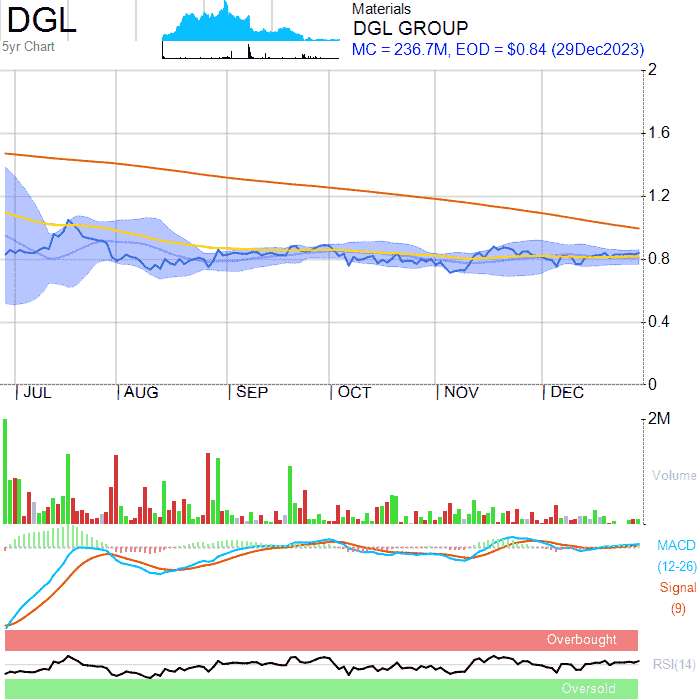 DGL
5yr Chart
Materials
DGL GROUP
MC = 236.7M, EOD = $0.84 (29Dec2023)
2
1.6
1.2
0.8
0.4
0
JUL AUG SEP OCT NOV DEC
2M
Volume
MACD
(12-26)
Signal
(9)
Overbought
RSI(14)
Oversold